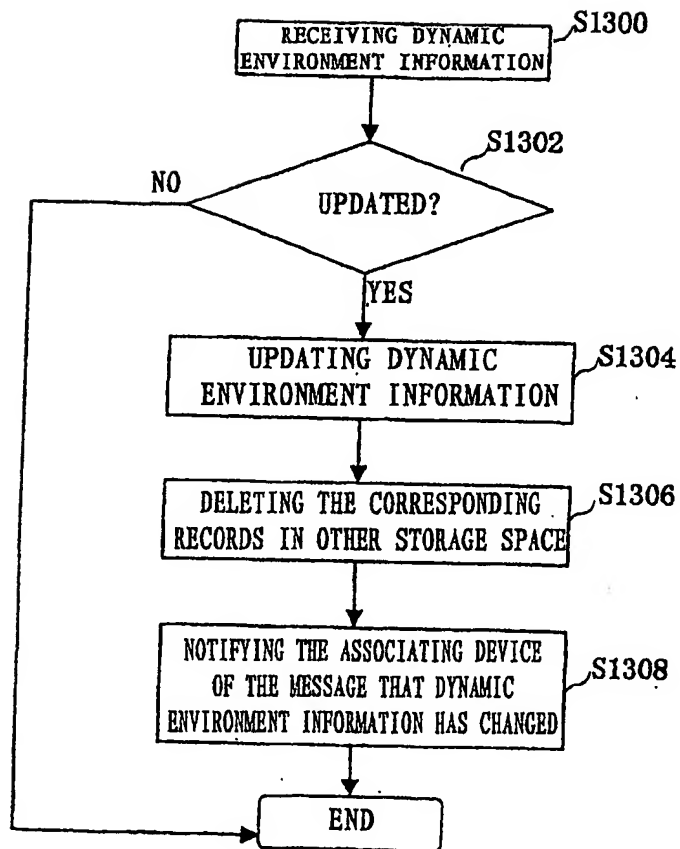 RECEIVING DYNAMIC
ENVIRONMENT INFORMATION
S1300
S1302
NO
UPDATED?
YES
UPDATING DYNAMIC
ENVIRONMENT INFORMATION
S1304
DELETING THE CORRESPONDING
RECORDS IN OTHER STORAGE SPACE
S1306
NOTIFYING THE ASSOCIATING DEVICE
OF THE MESSAGE THAT DYNAMIC
ENVIRONMENT INFORMATION HAS CHANGED
S1308
END